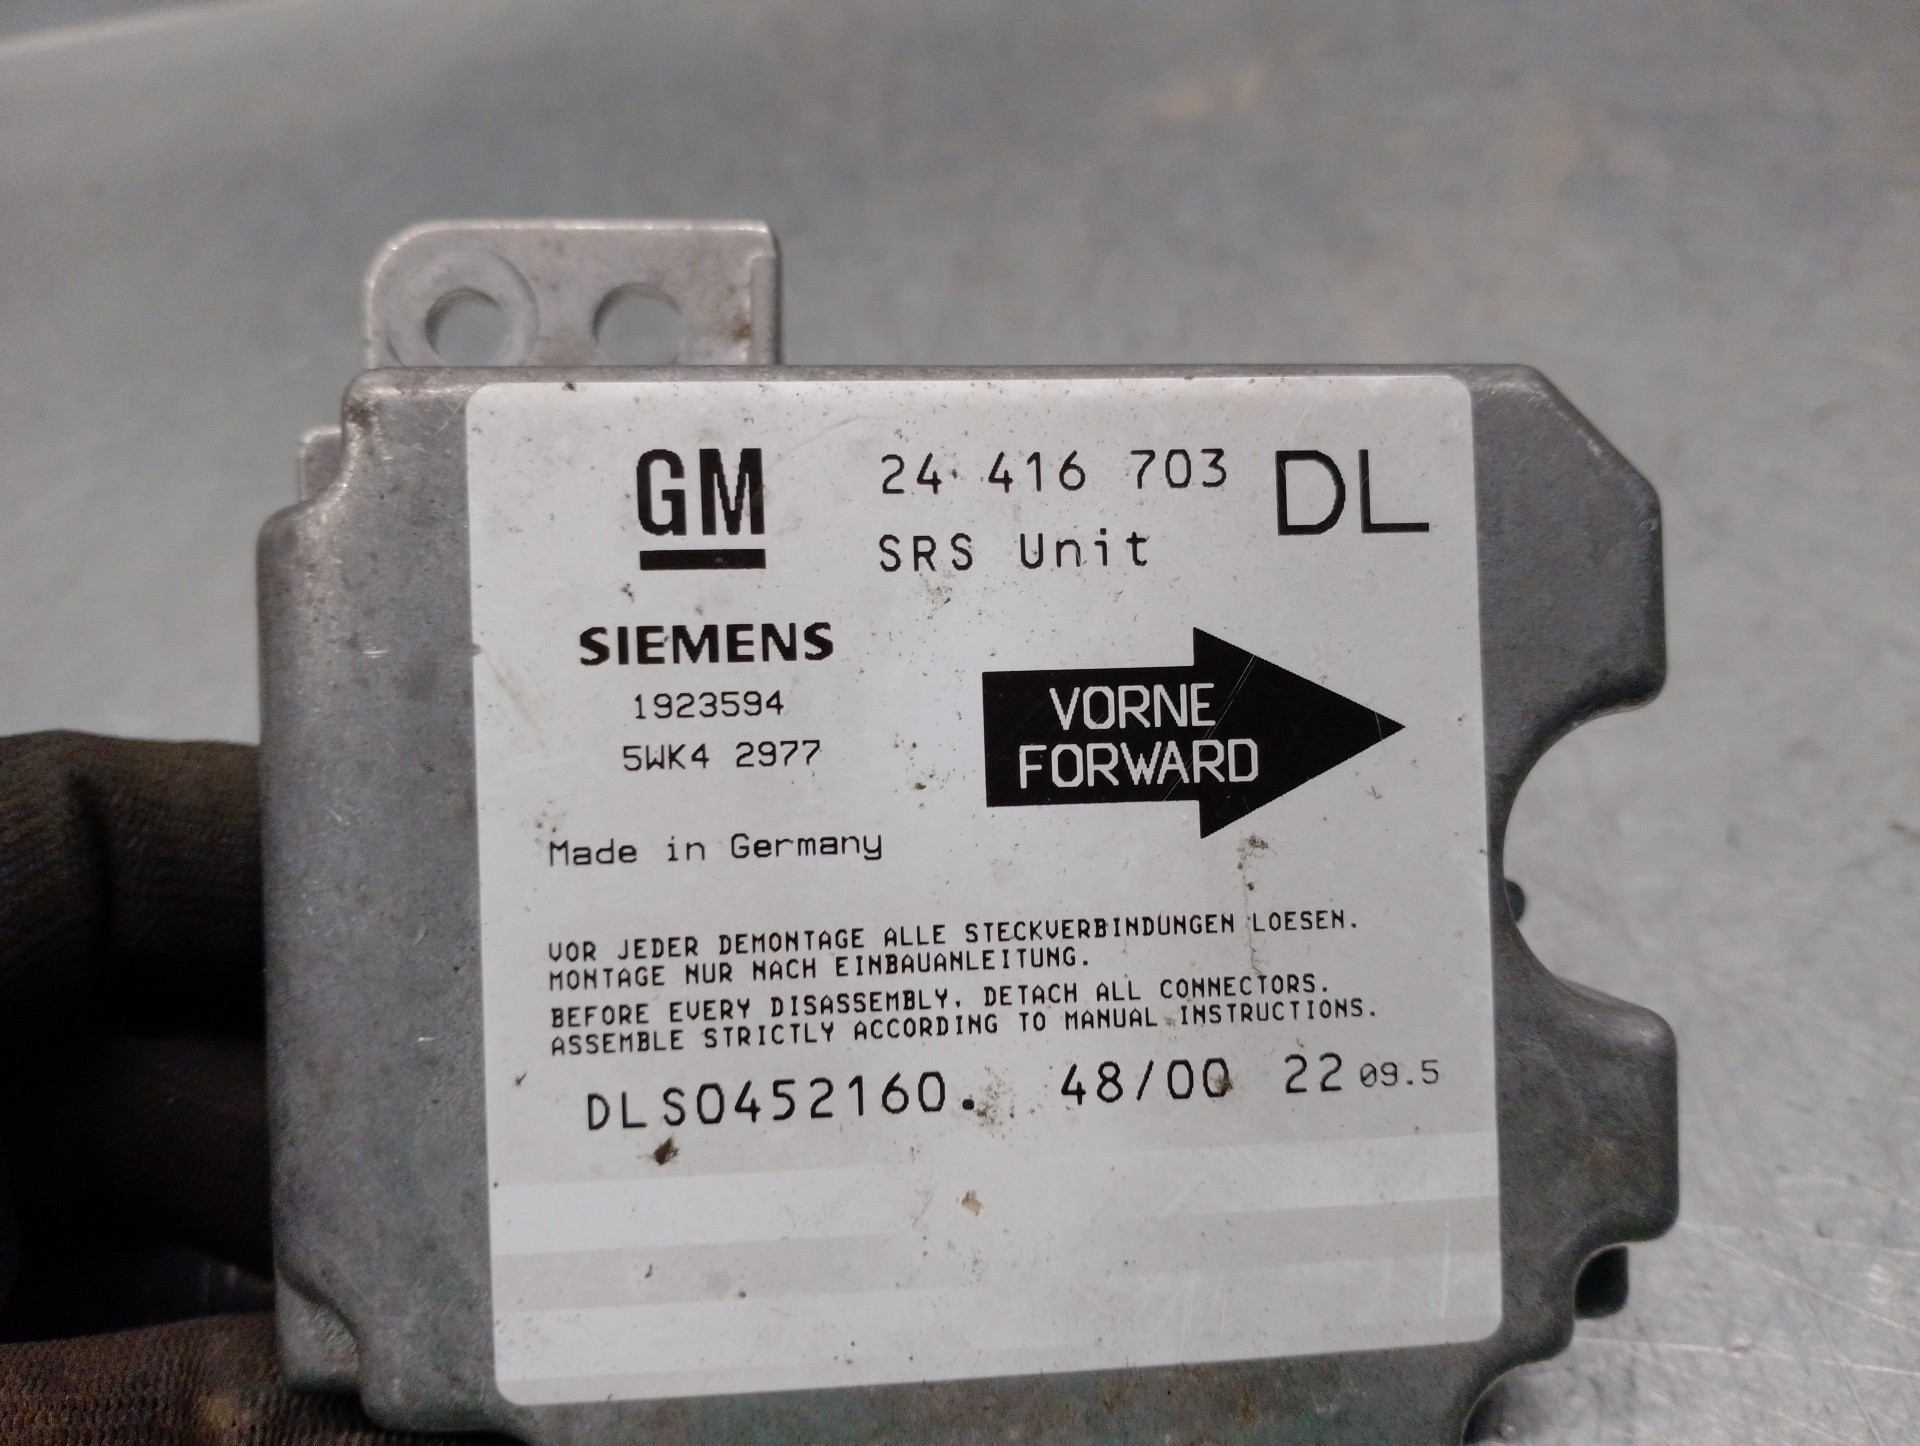 GM
24 416 703
DL
SRS Unit
SIEMENS
1923594
5WK4 2977
VORNE
FORWARD
Made in Germany
VOR JEDER DEMONTAGE ALLE STECKVERBINDUNGEN LOESEN.
MONTAGE NUR NACH EINBAUANLEITUNG.
BEFORE EVERY DISASSEMBLY, DETACH ALL CONNECTORS.
ASSEMBLE STRICTLY ACCORDING TO MANUAL INSTRUCTIONS.
DLS0452160. 48/00 22 09.5